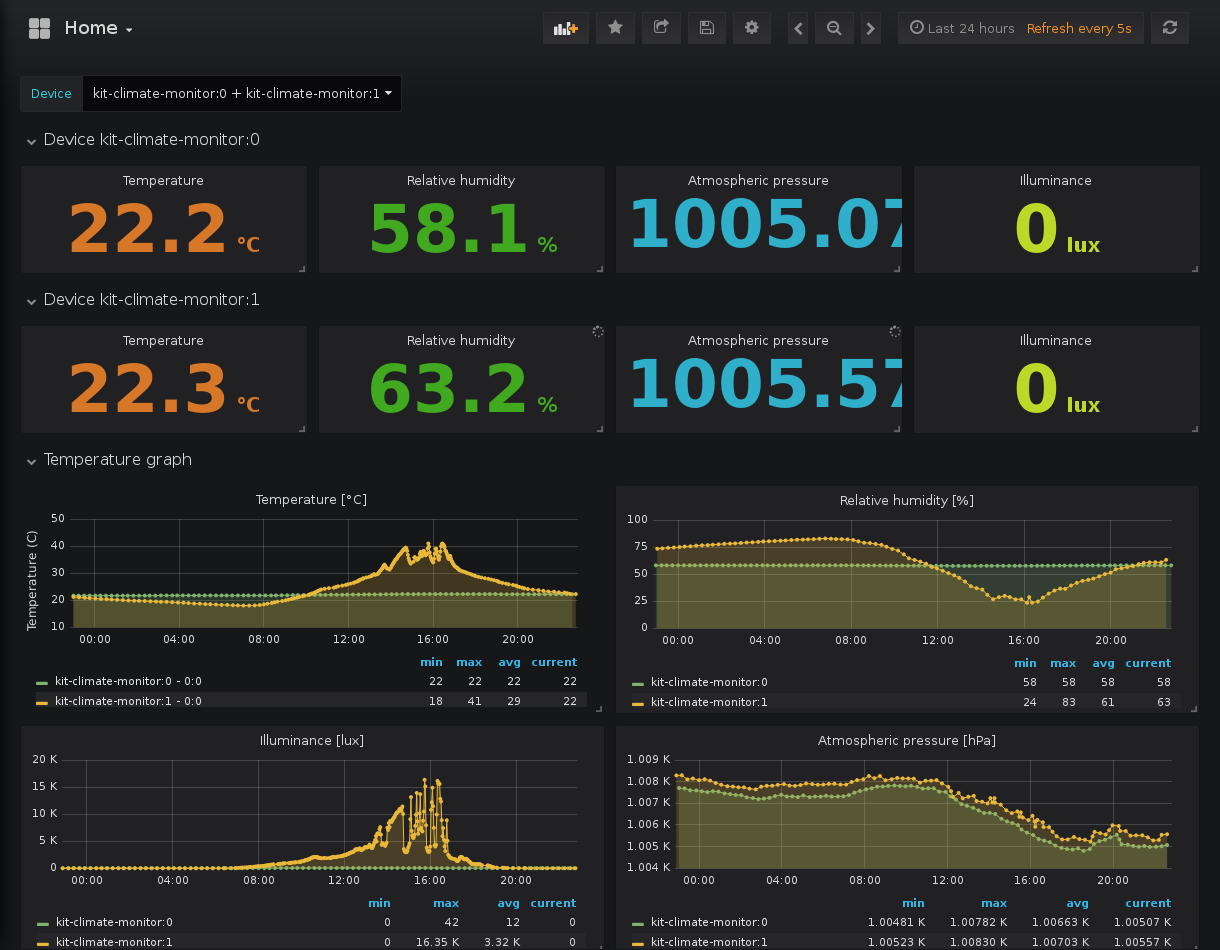 Home
Last 24 hours Refresh every 5s
Device kit-climate-monitor:0 + kit-climate-monitor:1
Device kit-climate-monitor:0
Temperature Relative humidity Atmospheric pressure Illuminance
22.2 °C 58.1 % 1005.07 0 lux
Device kit-climate-monitor:1
Temperature Relative humidity Atmospheric pressure Illuminance
22.3 °C 63.2 % 1005.57 0 lux
Temperature graph
Temperature [°C]
Temperature (C)
50
40
30
20
10
00:00 04:00 08:00 12:00 16:00 20:00
min max avg current
kit-climate-monitor:0 - 0:0 22 22 22 22
kit-climate-monitor:1 - 0:0 18 41 29 22
Relative humidity [%]
100
75
50
25
0
00:00 04:00 08:00 12:00 16:00 20:00
min max avg current
kit-climate-monitor:0 58 58 58 58
kit-climate-monitor:1 24 83 61 63
Illuminance [lux]
20 K
15 K
10 K
5 K
0
00:00 04:00 08:00 12:00 16:00 20:00
min max avg current
kit-climate-monitor:0 0 42 12 0
kit-climate-monitor:1 0 16.35 K 3.32 K 0
Atmospheric pressure [hPa]
1.009 K
1.008 K
1.007 K
1.006 K
1.005 K
1.004 K
00:00 04:00 08:00 12:00 16:00 20:00
min max avg current
kit-climate-monitor:0 1.00481 K 1.00782 K 1.00663 K 1.00507 K
kit-climate-monitor:1 1.00523 K 1.00830 K 1.00703 K 1.00557 K